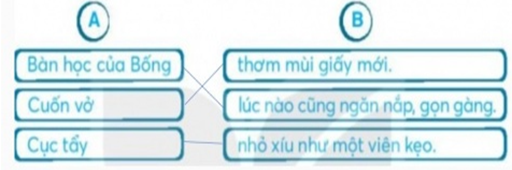 A B
Bàn học của Bống thơm mùi giấy mới.
Cuốn vở lúc nào cũng ngăn nắp, gọn gàng.
Cục tẩy nhỏ xíu như một viên kẹo.